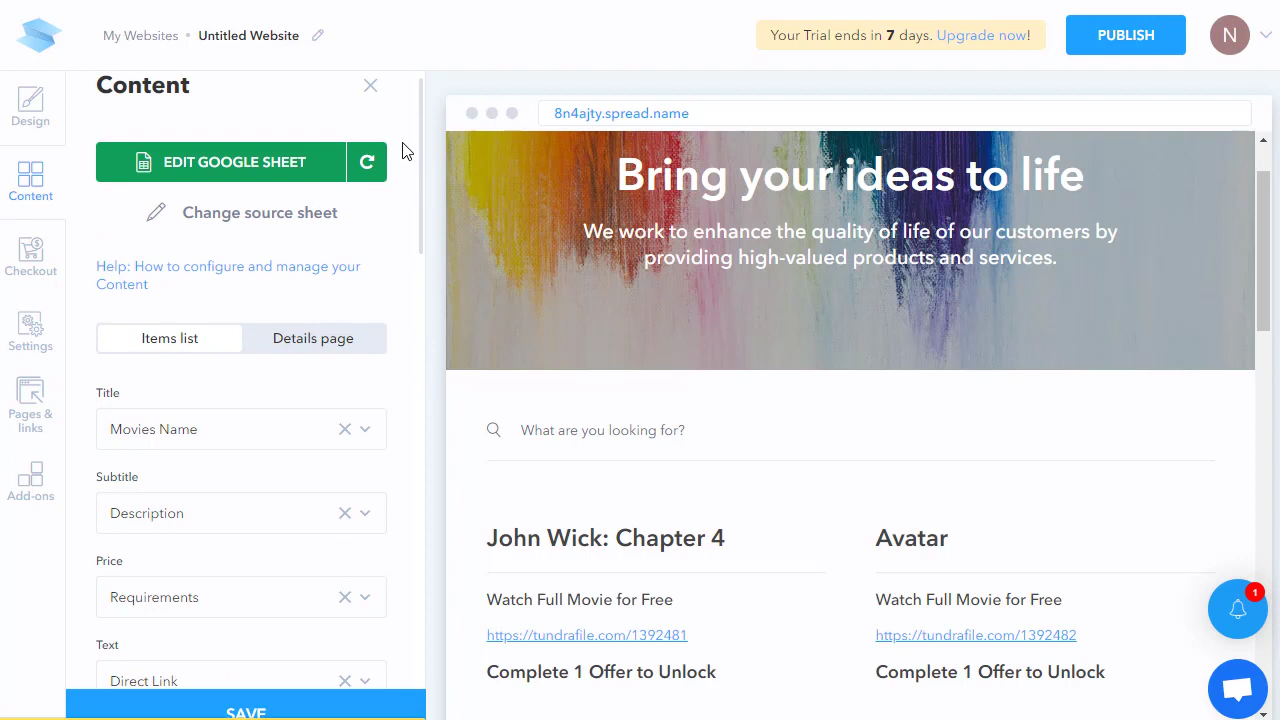 My Websites
Untitled Website
Your Trial ends in 7 days. Upgrade now!
PUBLISH
N
Design
Content
Checkout
Settings
Pages &
links
Add-ons
Content
EDIT GOOGLE SHEET
Change source sheet
Help: How to configure and manage your
Content
Items list
Details page
Title
Movies Name
Subtitle
Description
Price
Requirements
Text
Direct Link
SAVE
8n4ajty.spread.name
Bring your ideas to life
We work to enhance the quality of life of our customers by
providing high-valued products and services.
What are you looking for?
John Wick: Chapter 4
Watch Full Movie for Free
https://tundrafile.com/1392481
Complete 1 Offer to Unlock
Avatar
Watch Full Movie for Free
https://tundrafile.com/1392482
Complete 1 Offer to Unlock
1